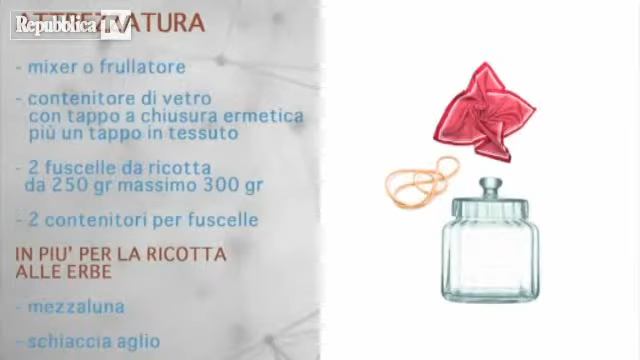 Repubblica TV
ATTREZZATURA
- mixer o frullatore
- contenitore di vetro
con tappo a chiusura ermetica
più un tappo in tessuto
- 2 fuscelle da ricotta
da 250 gr massimo 300 gr
- 2 contenitori per fuscelle
IN PIU' PER LA RICOTTA
ALLE ERBE
- mezzaluna
- schiaccia aglio